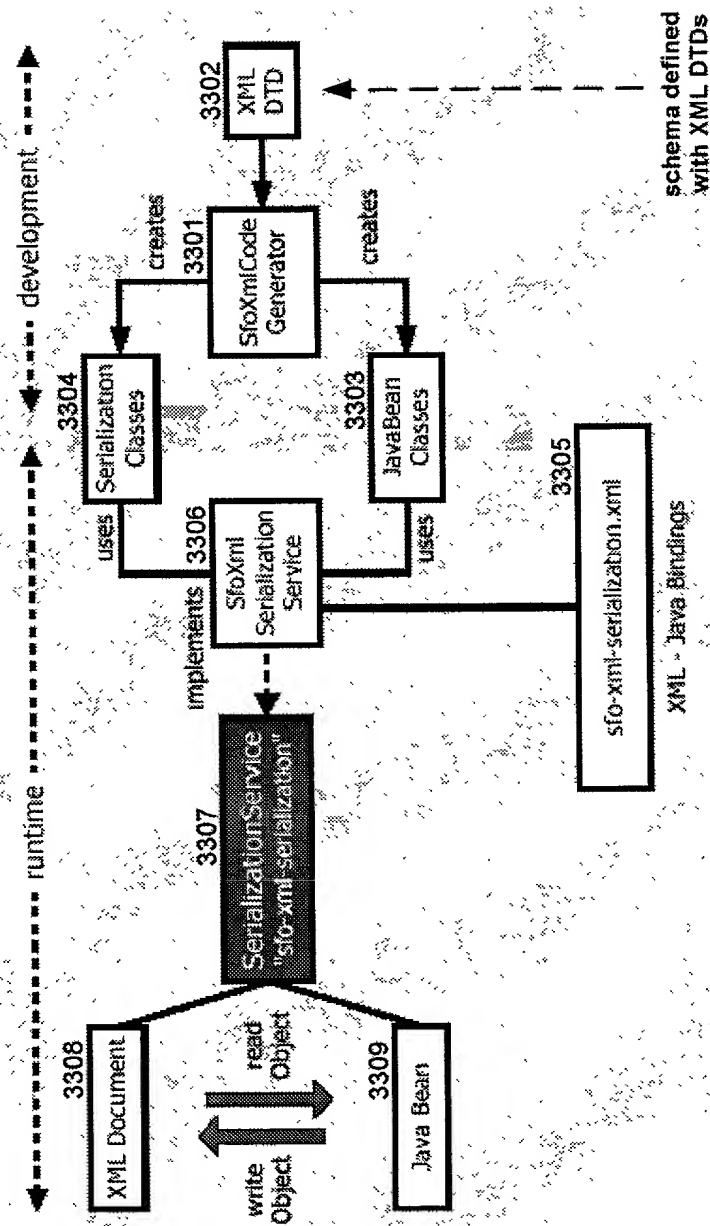 runtime
development
3308
XML Document
write
Object
read
Object
3309
Java Bean
3307
SerializationService
"sfo-xml-serialization"
implements
uses
3306
SfoXml
Serialization
Service
uses
3304
Serialization
Classes
3303
JavaBean
Classes
creates
3301
SfoXmlCode
Generator
creates
3302
XML
DTD
3305
sfo-xml-serialization.xml
XML - Java Bindings
schema defined
with XML DTDs